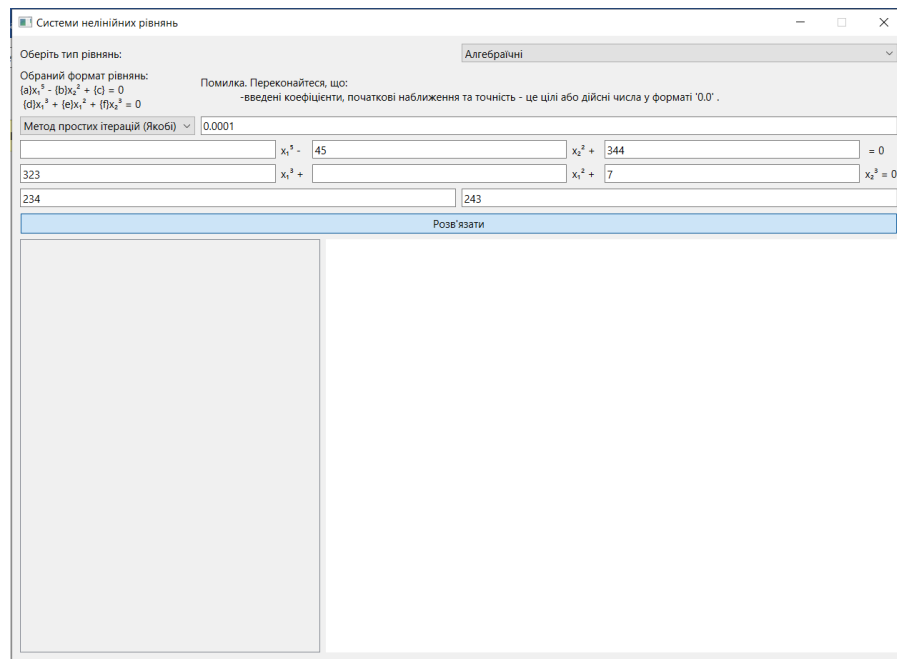 Системи нелінійних рівнянь
Оберіть тип рівнянь: Алгебраїчні
Обраний формат рівнянь:
{a}x₁⁵ - {b}x₂² + {c} = 0
{d}x₁³ + {e}x₁² + {f}x₂³ = 0
Помилка. Переконайтеся, що:
-введені коефіцієнти, початкові наближення та точність - це цілі або дійсні числа у форматі '0.0' .
Метод простих ітерацій (Якобі) 0.0001
x₁⁵ - 45 x₂² + 344 = 0
323 x₁³ + x₁² + 7 x₂³ = 0
234 243
Розв'язати